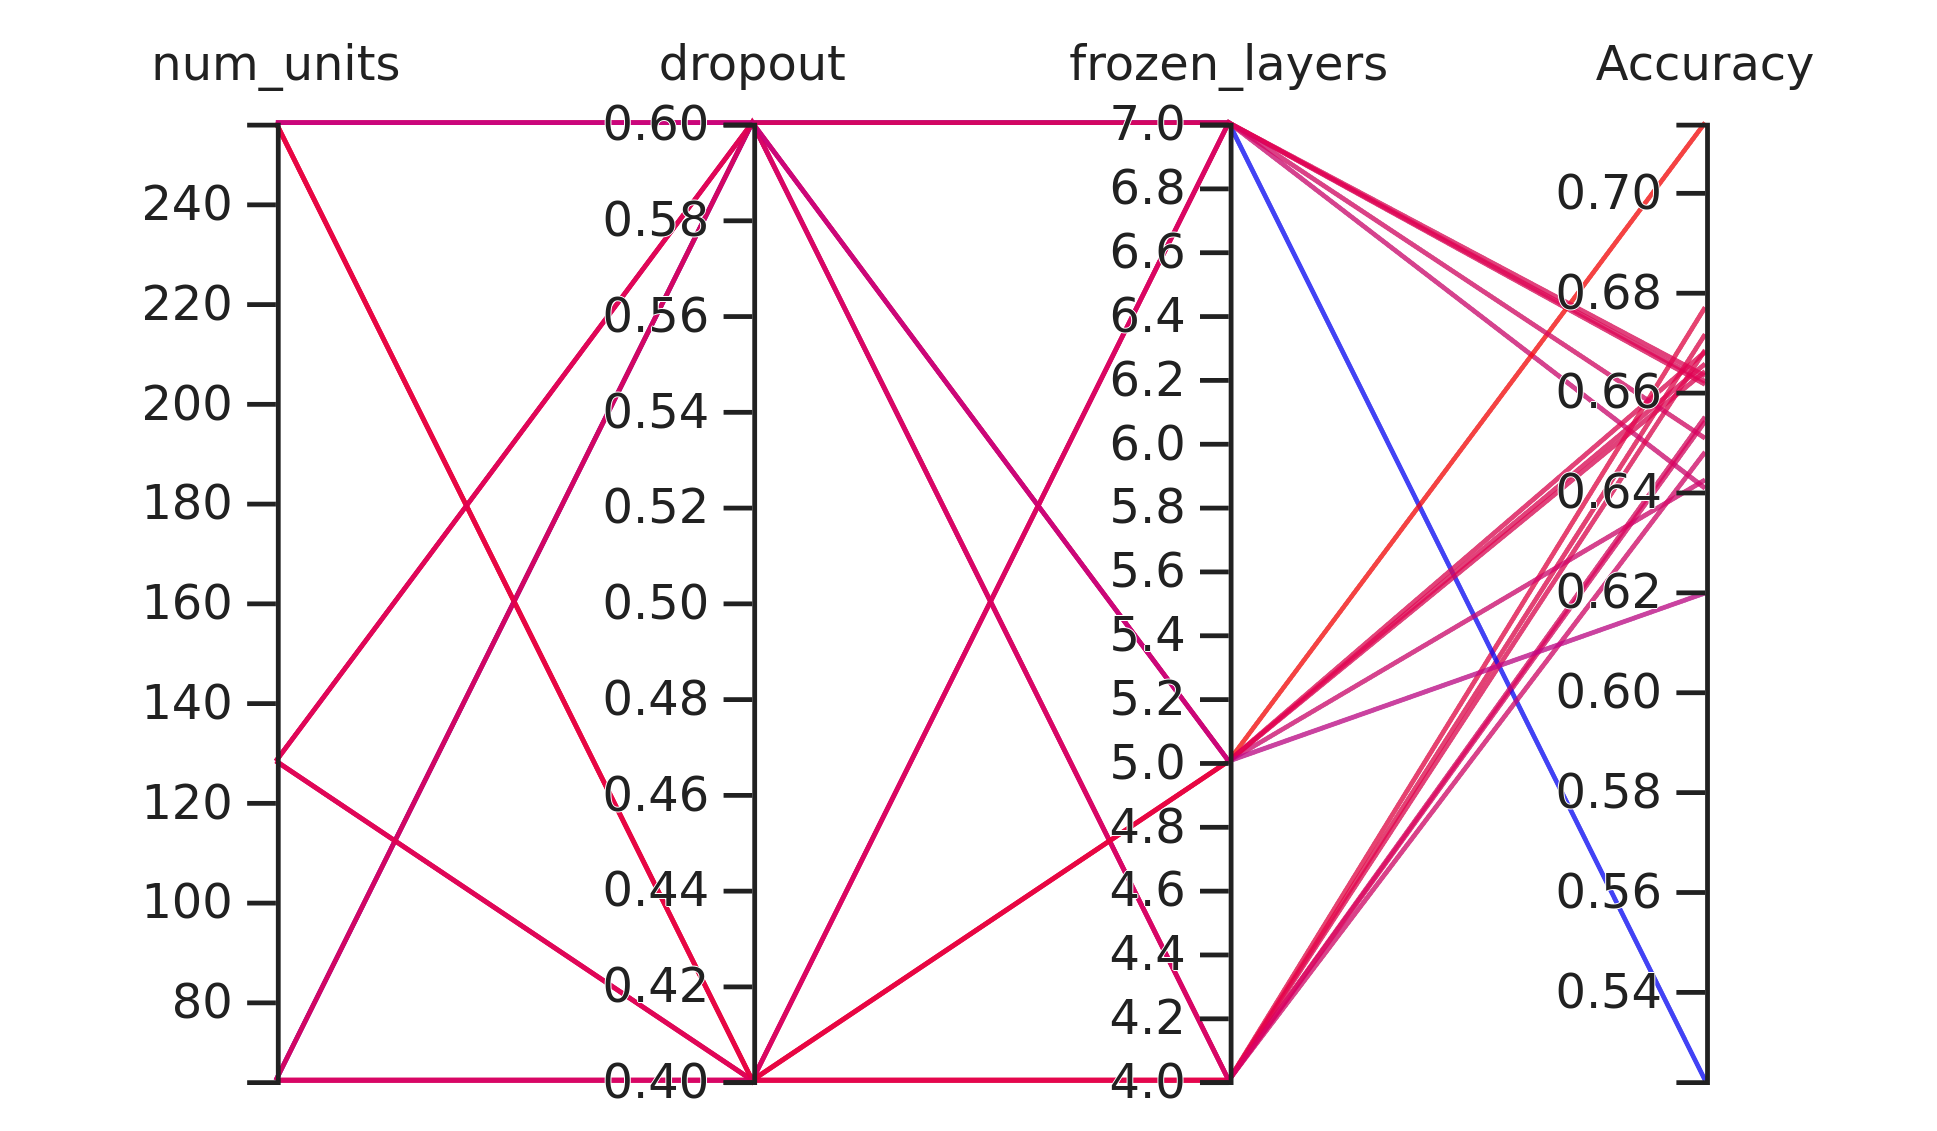 num_units dropout frozen_layers Accuracy
0.60 7.0
240 0.58 6.8 0.70
6.6
220 0.56 6.4 0.68
200 0.54 6.2 0.66
6.0
180 0.52 5.8 0.64
160 0.50 5.6 0.62
5.4
140 0.48 5.2 0.60
120 0.46 5.0 0.58
4.8
100 0.44 4.6 0.56
80 0.42 4.4 0.54
4.2
0.40 4.0